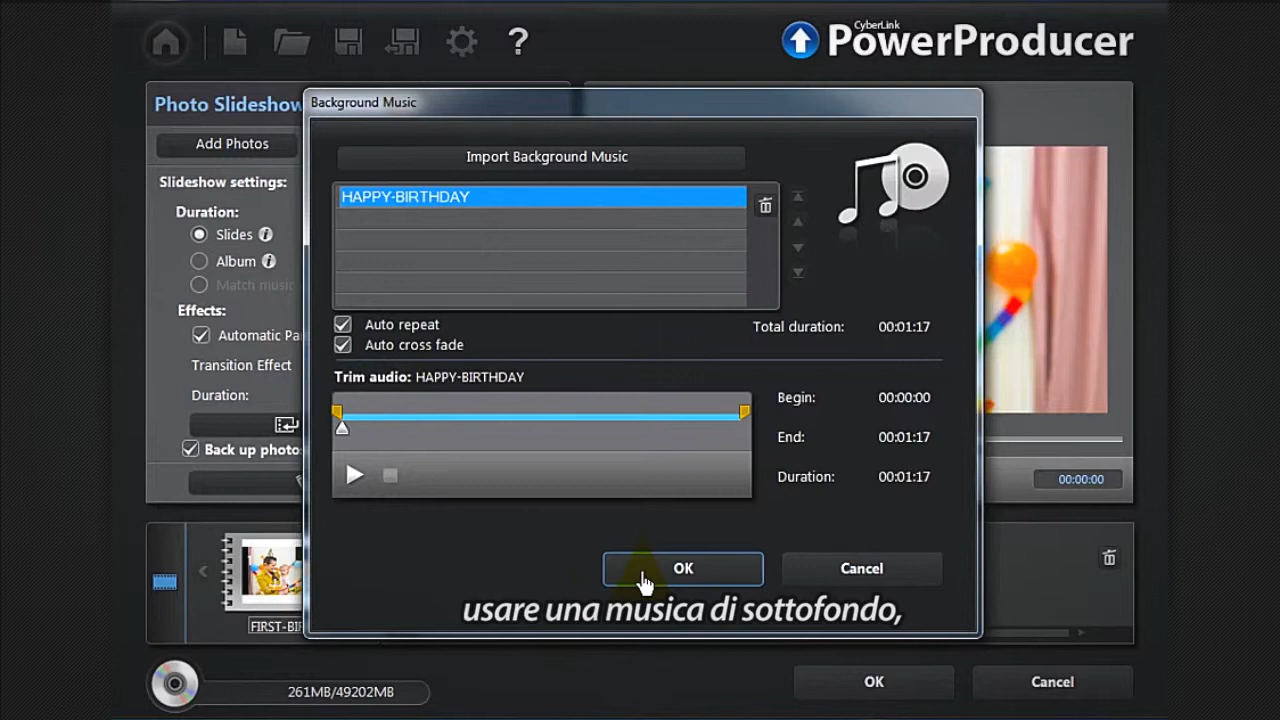 ?
CyberLink
PowerProducer
Photo Slideshow
Background Music
Add Photos
Import Background Music
Slideshow settings:
HAPPY-BIRTHDAY
Duration:
Slides
Album
Match music
Effects:
Automatic Pa
Transition Effect
Duration:
Back up photo
Auto repeat
Total duration: 00:01:17
Auto cross fade
Trim audio: HAPPY-BIRTHDAY
Begin: 00:00:00
End: 00:01:17
Duration: 00:01:17
00:00:00
OK
Cancel
usare una musica di sottofondo,
FIRST-BI
261MB/49202MB
OK
Cancel